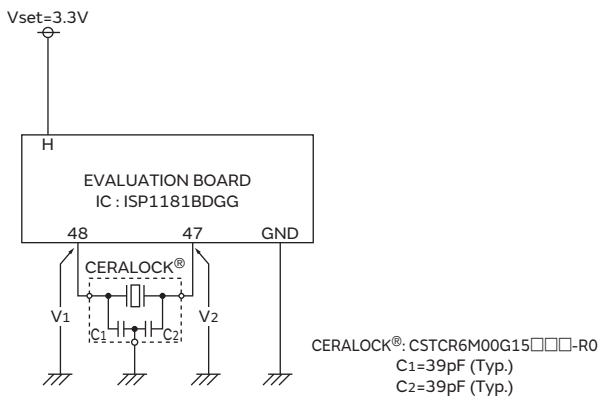 Vset=3.3V
H
EVALUATION BOARD
IC : ISP1181BDGG
48 47 GND
CERALOCK®
V1 C1 C2 V2
CERALOCK®: CSTCR6M00G15□□□-R0
C1=39pF (Typ.)
C2=39pF (Typ.)